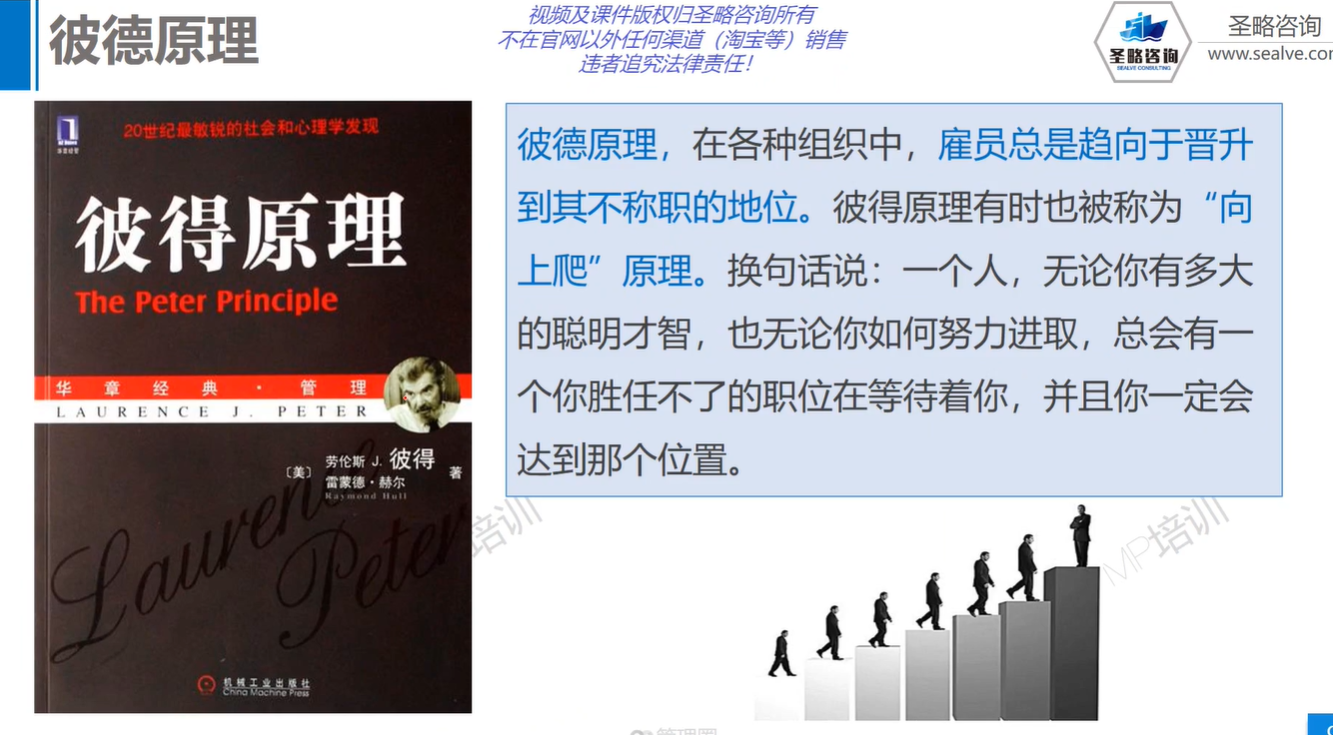 彼德原理
视频及课件版权归圣略咨询所有
不在官网以外任何渠道（淘宝等）销售
违者追究法律责任！
圣略咨询
SEALVE CONSULTING
圣略咨询
www.sealve.co
20世纪最敏锐的社会和心理学发现
彼得原理
The Peter Principle
华章经典·管理
LAURENCE J. PETER
〔美〕劳伦斯 J. 彼得
雷蒙德·赫尔 著
Raymond Hull
Laurence
Peter
机械工业出版社
China Machine Press
彼德原理，在各种组织中，雇员总是趋向于晋升
到其不称职的地位。彼得原理有时也被称为“向
上爬”原理。换句话说：一个人，无论你有多大
的聪明才智，也无论你如何努力进取，总会有一
个你胜任不了的职位在等待着你，并且你一定会
达到那个位置。
培训
MP培训
管理圈